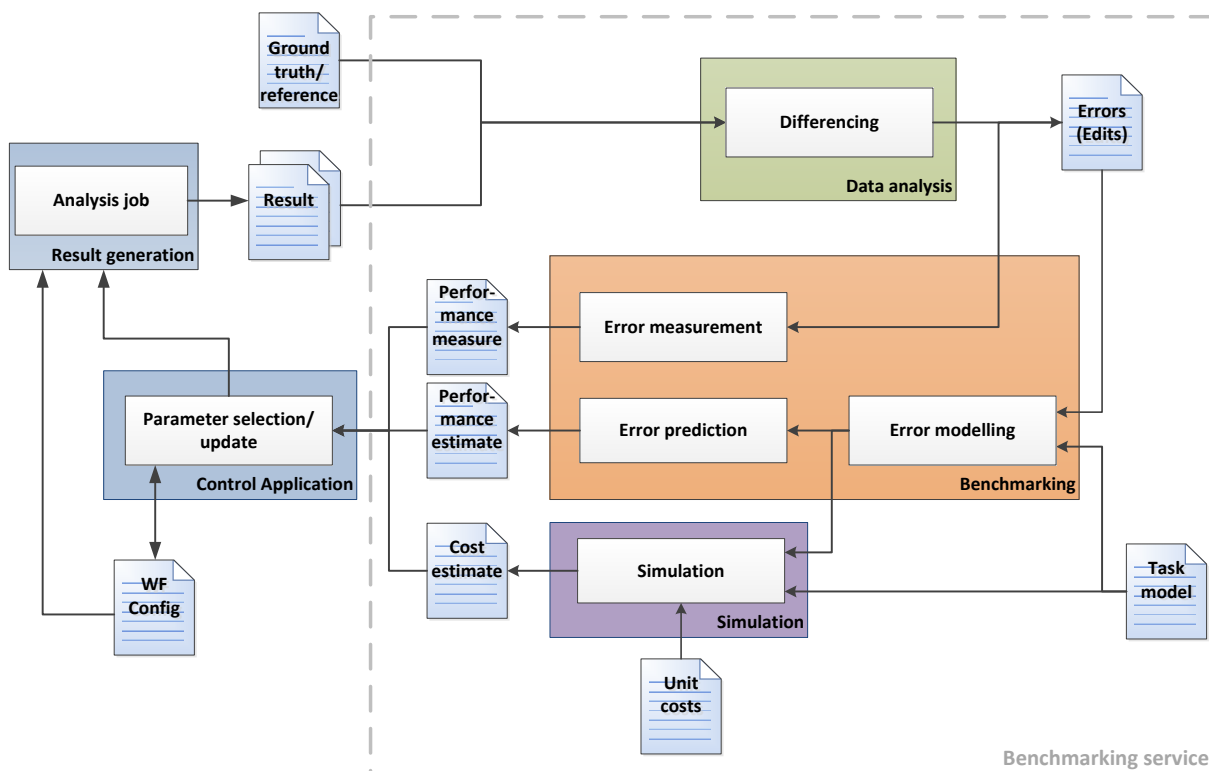 Ground
truth/
reference
Differencing
Data analysis
Errors
(Edits)
Analysis job
Result generation
Result
Perfor-
mance
measure
Error measurement
Parameter selection/
update
Control Application
Perfor-
mance
estimate
Error prediction
Error modelling
Benchmarking
Cost
estimate
Simulation
Simulation
WF
Config
Task
model
Unit
costs
Benchmarking service